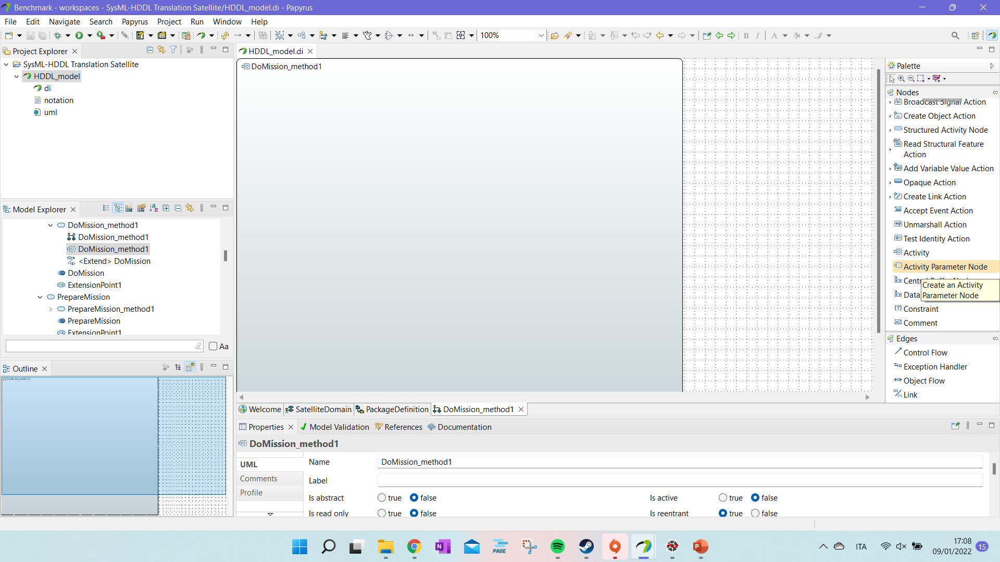 Benchmark - workspaces - SysML-HDDL Translation Satellite/HDDL_model.di - Papyrus
File Edit Navigate Search Papyrus Project Run Window Help
100%
Project Explorer
SysML-HDDL Translation Satellite
HDDL_model
di
notation
uml
Model Explorer
DoMission_method1
DoMission_method1
DoMission_method1
<Extend> DoMission
DoMission
ExtensionPoint1
PrepareMission
PrepareMission_method1
PrepareMission
ExtensionPoint1
Aa
Outline
DoMission_method1
HDDL_model.di
DoMission_method1
Palette
Nodes
Broadcast Signal Action
Create Object Action
Structured Activity Node
Read Structural Feature
Action
Add Variable Value Action
Opaque Action
Create Link Action
Accept Event Action
Unmarshall Action
Test Identity Action
Activity
Activity Parameter Node
Create an Activity
Parameter Node
Data
Constraint
Comment
Edges
Control Flow
Exception Handler
Object Flow
Link
Welcome SatelliteDomain PackageDefinition DoMission_method1
Properties Model Validation References Documentation
DoMission_method1
UML
Comments
Profile
Name DoMission_method1
Label
Is abstract true false Is active true false
Is read only true false Is reentrant true false
PAGE
ITA
17:08
09/01/2022
15